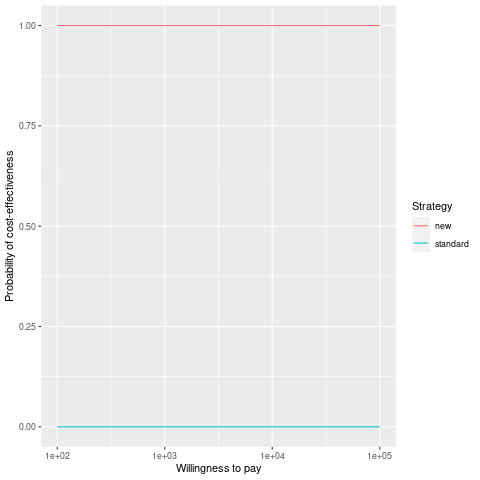 1.00
0.75
0.50
0.25
0.00
Probability of cost-effectiveness
1e+02
1e+03
1e+04
1e+05
Willingness to pay
Strategy
new
standard